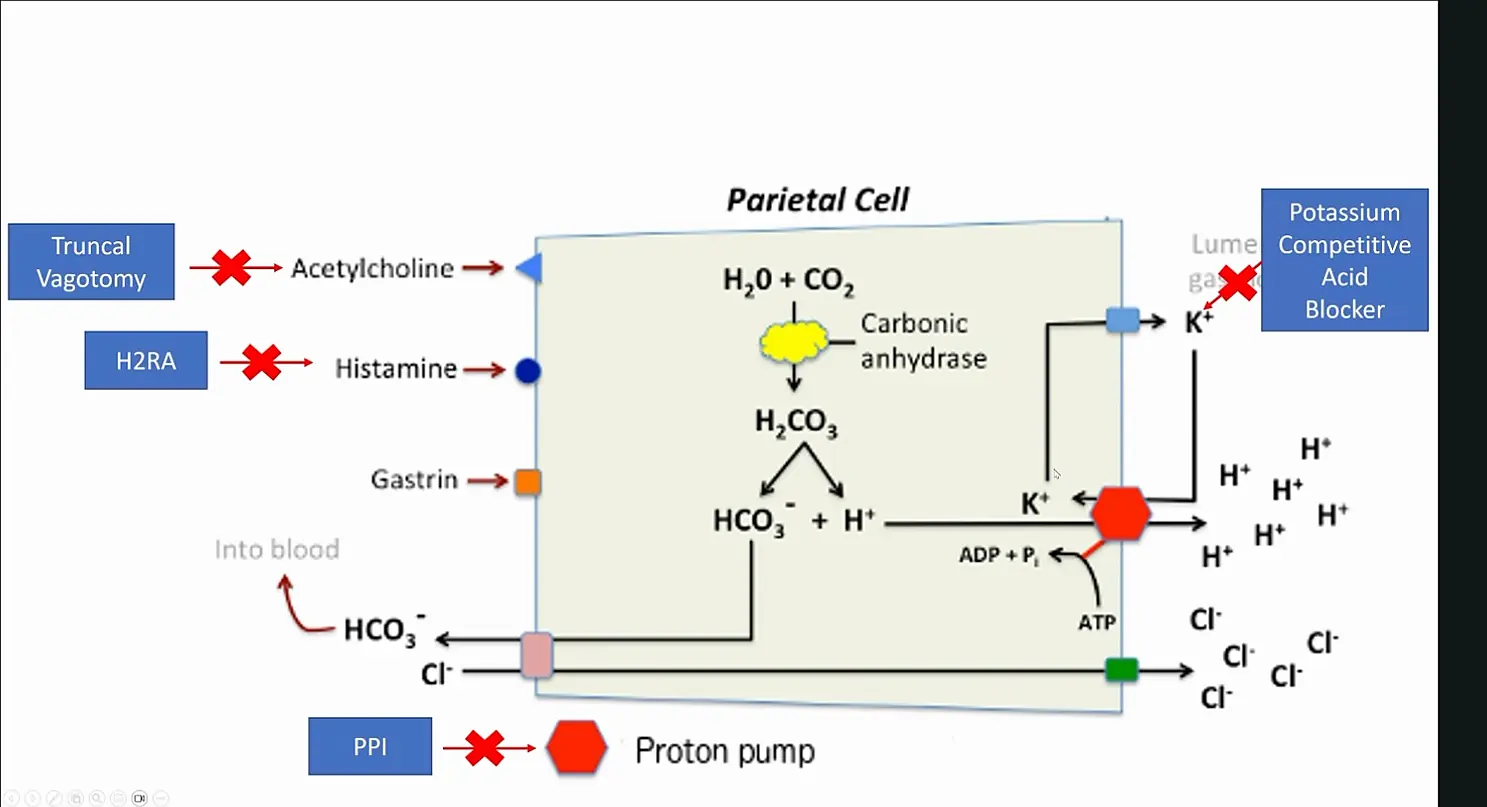 Parietal Cell
Truncal
Vagotomy
Acetylcholine
H2RA
Histamine
Gastrin
Into blood
HCO₃⁻
Cl⁻
H₂0 + CO₂
Carbonic
anhydrase
H₂CO₃
HCO₃⁻ + H⁺
K⁺
ADP + Pᵢ
ATP
Potassium
Competitive
Acid
Blocker
K⁺
H⁺
H⁺
H⁺
H⁺
H⁺
H⁺
Cl⁻
Cl⁻
Cl⁻
Cl⁻
Cl⁻
PPI
Proton pump